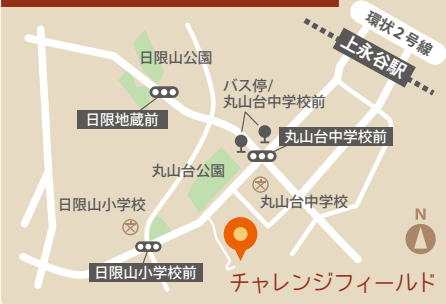 環状2号線
上永谷駅
日限山公園
バス停/
丸山台中学校前
日限地蔵前
丸山台中学校前
丸山台公園
日限山小学校
丸山台中学校
N
日限山小学校前
チャレンジフィールド